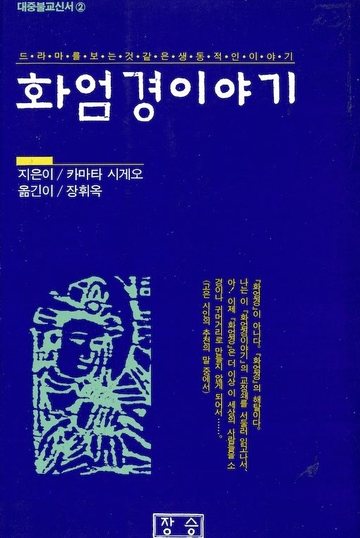 대중불교신서 ②
드·라·마·를·보·는·것·같·은·생·동·적·인·이·야·기
화엄경이야기
지은이/카마타 시게오
옮긴이/장휘옥
『화엄경』이 아니다. 『화엄경』의 해탈이다.
나는 이 『화엄경이야기』의 교정쇄를 서둘러 읽고나서,
아! 이제 『화엄경』은 더 이상 이 세상의 사람들을 소
경이나 귀머거리로 만들지 않게 되어서…….
(고은 시인의 추천의 말 중에서)
장승